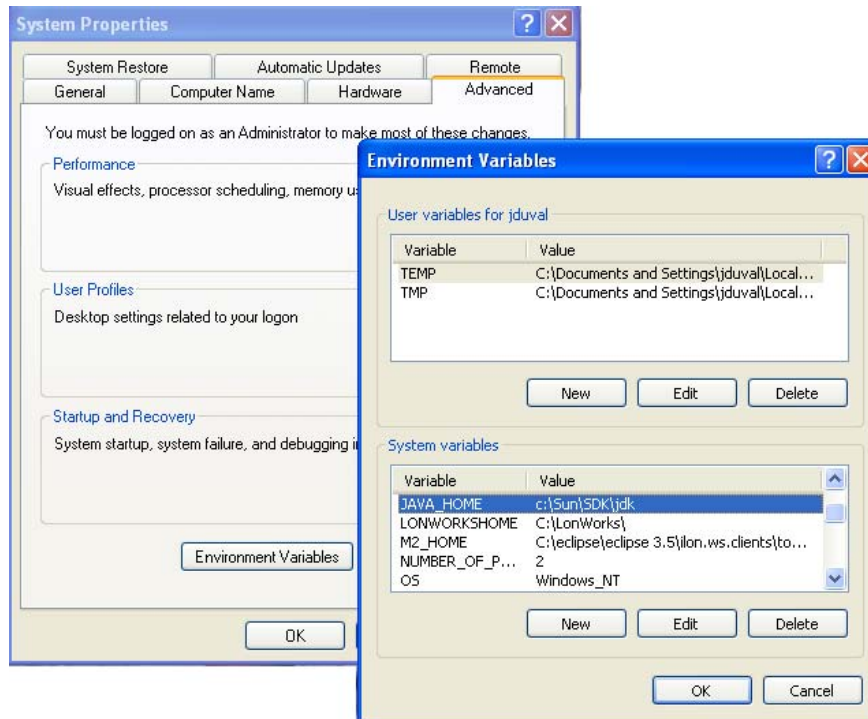 System Properties
System Restore Automatic Updates Remote
General Computer Name Hardware Advanced
You must be logged on as an Administrator to make most of these changes.
Performance
Visual effects, processor scheduling, memory
User Profiles
Desktop settings related to your logon
Startup and Recovery
System startup, system failure, and debugging
Environment Variables
OK
Environment Variables
User variables for jduval
Variable Value
TEMP C:\Documents and Settings\jduval\Local...
TMP C:\Documents and Settings\jduval\Local...
New Edit Delete
System variables
Variable Value
JAVA_HOME c:\Sun\SDK\jdk
LONWORKSHOME C:\LonWorks\
M2_HOME C:\eclipse\eclipse 3.5\ilon.ws.clients\to...
NUMBER_OF_P... 2
OS Windows_NT
New Edit Delete
OK Cancel